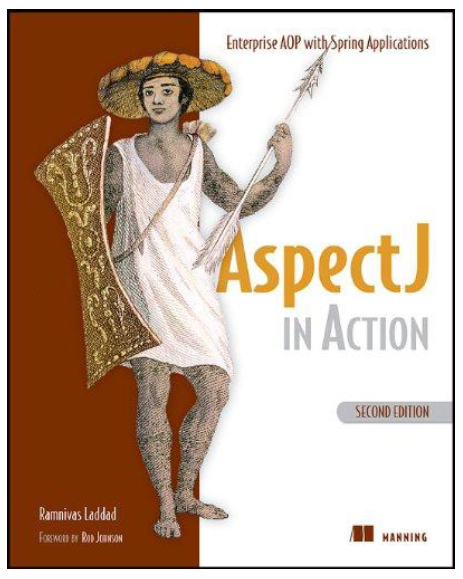 Enterprise AOP with Spring Applications
AspectJ
IN ACTION
SECOND EDITION
Ramnivas Laddad
FOREWORD BY ROD JOHNSON
MANNING